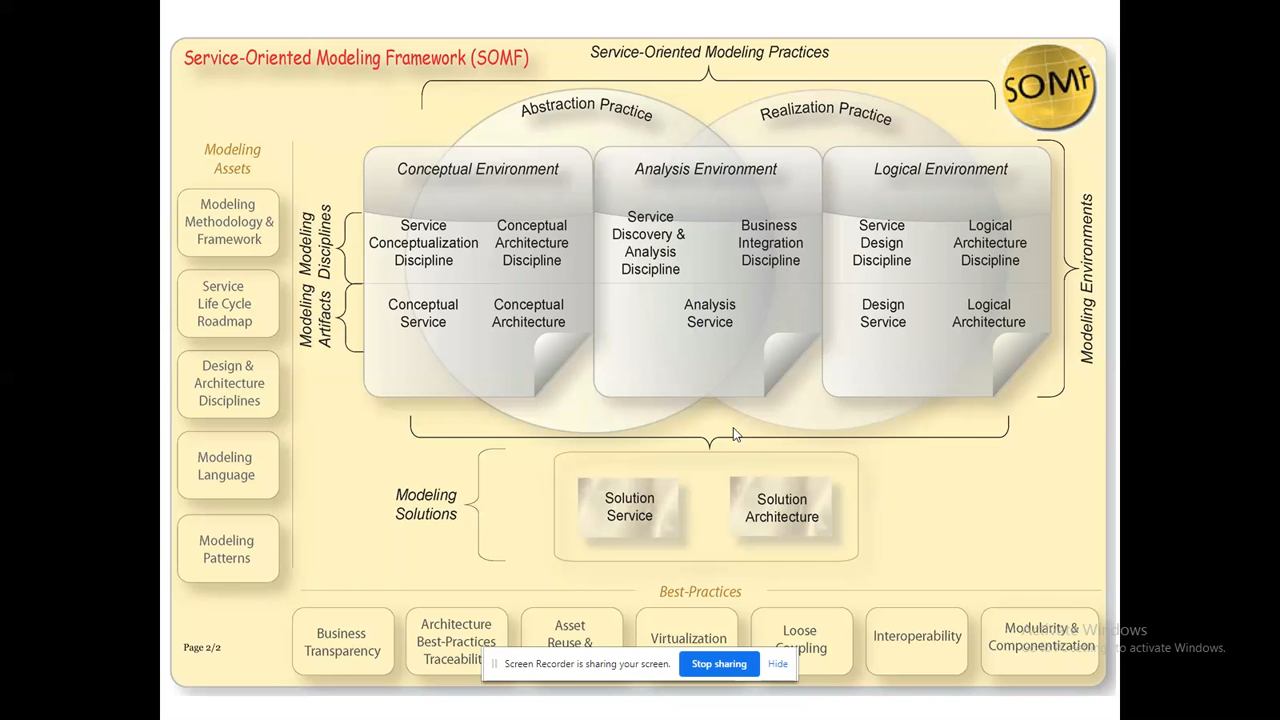 Service-Oriented Modeling Framework (SOMF)
Service-Oriented Modeling Practices
SOMF
Abstraction Practice
Realization Practice
Modeling
Assets
Modeling
Methodology &
Framework
Service
Life Cycle
Roadmap
Design &
Architecture
Disciplines
Modeling
Language
Modeling
Patterns
Modeling
Disciplines
Modeling
Artifacts
Conceptual Environment
Service
Conceptualization
Discipline
Conceptual
Architecture
Discipline
Conceptual
Service
Conceptual
Architecture
Analysis Environment
Service
Discovery &
Analysis
Discipline
Business
Integration
Discipline
Analysis
Service
Logical Environment
Service
Design
Discipline
Logical
Architecture
Discipline
Design
Service
Logical
Architecture
Modeling Environments
Modeling
Solutions
Solution
Service
Solution
Architecture
Best-Practices
Page 2/2
Business
Transparency
Architecture
Best-Practices
Asset
Reuse &
Virtualization
Loose
Coupling
Interoperability
Modularity &
Componentization
Windows
to activate Windows.
Screen Recorder is sharing your screen.
Stop sharing
Hide